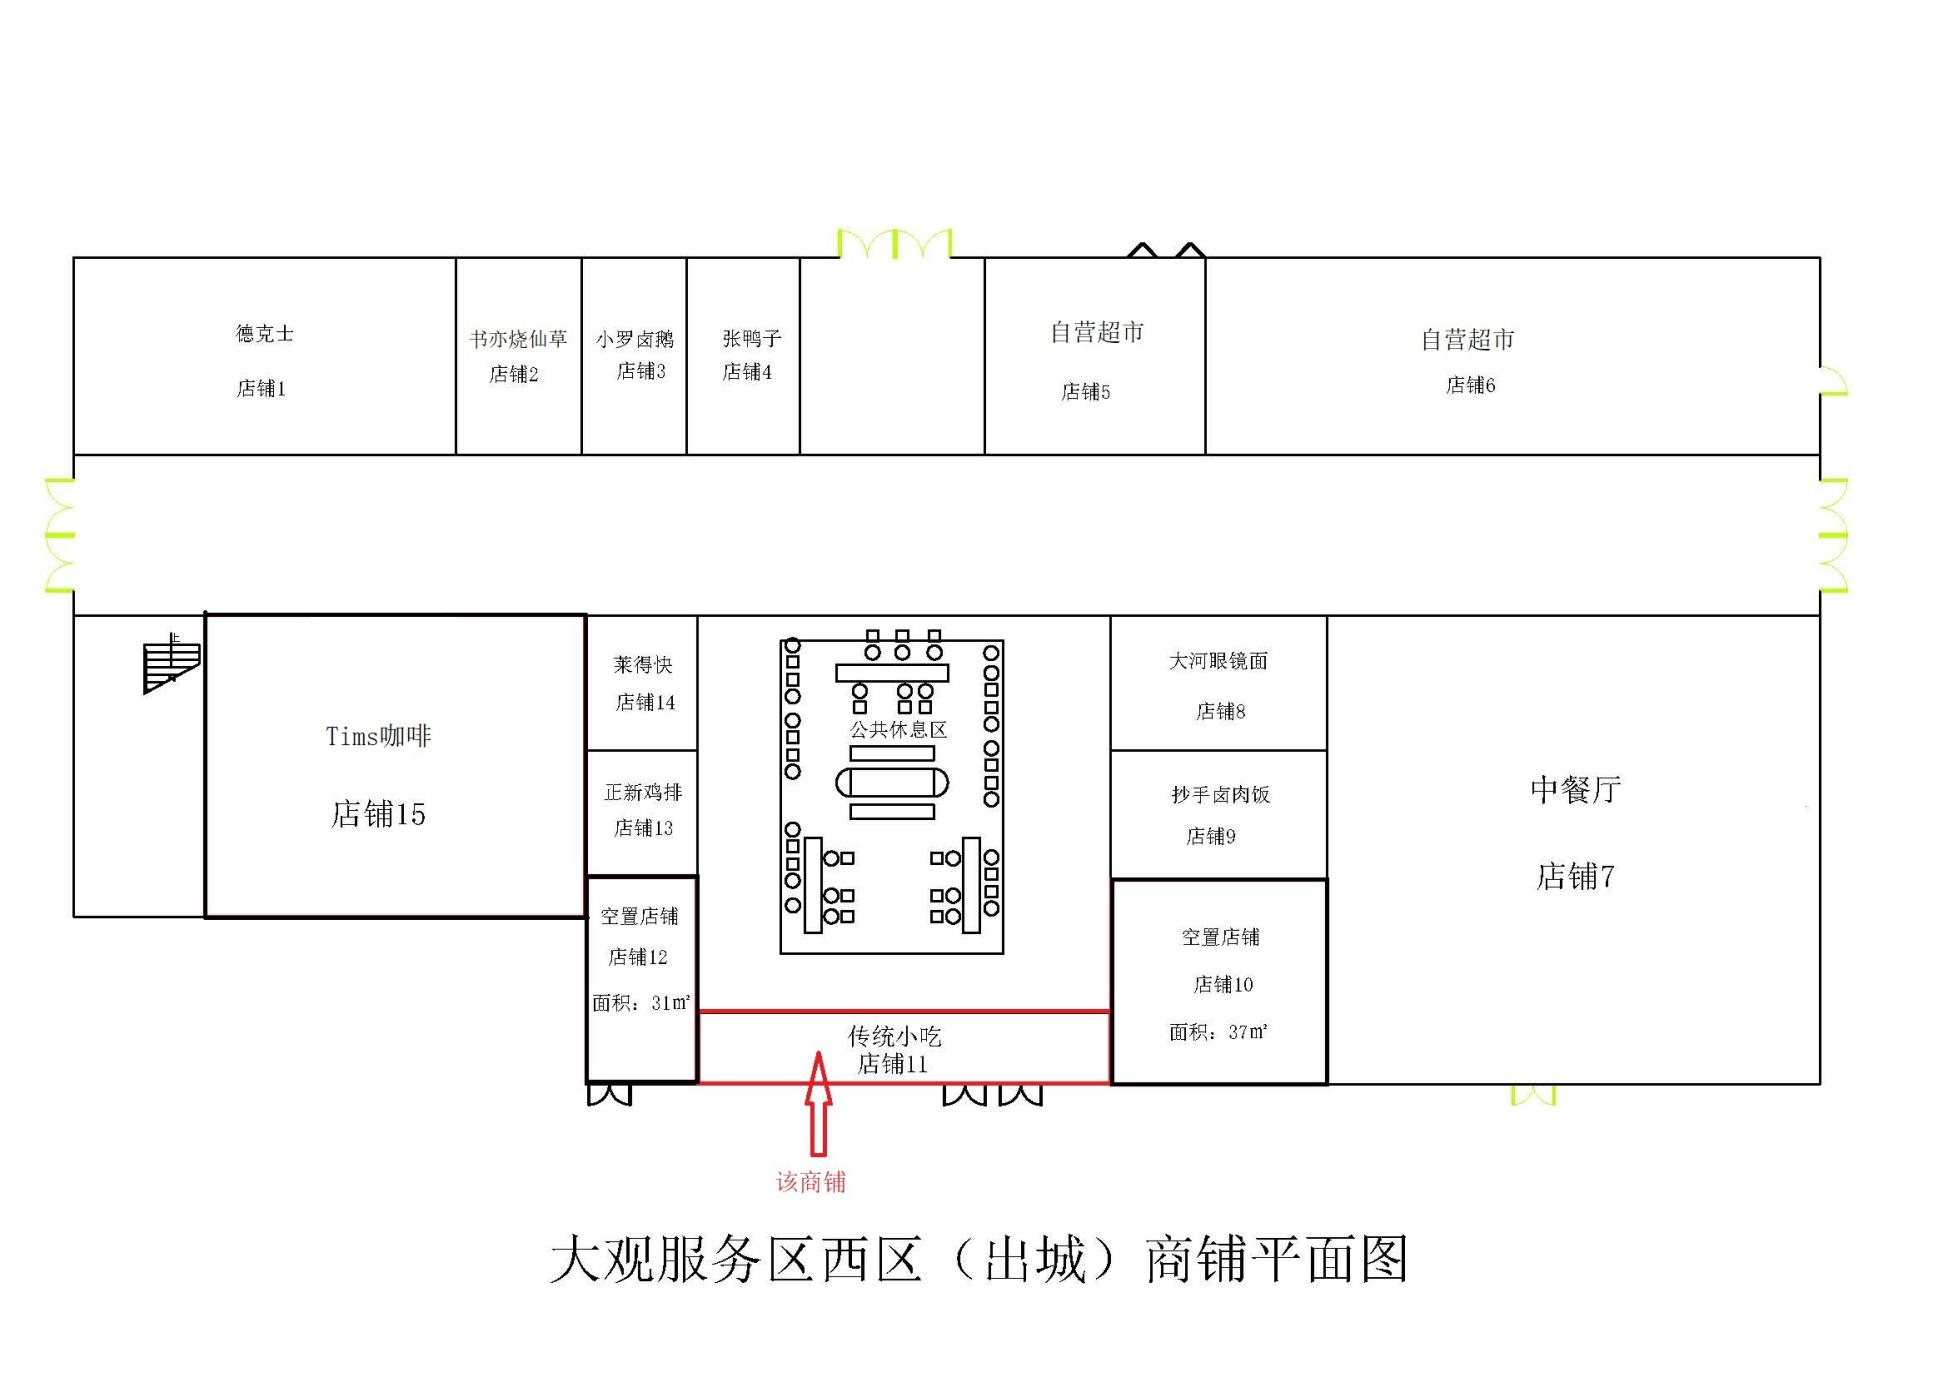 德克士
店铺1
书亦烧仙草
店铺2
小罗卤鹅
店铺3
张鸭子
店铺4
自营超市
店铺5
自营超市
店铺6
上
Tims咖啡
店铺15
莱得快
店铺14
正新鸡排
店铺13
空置店铺
店铺12
面积：31㎡
公共休息区
传统小吃
店铺11
大河眼镜面
店铺8
抄手卤肉饭
店铺9
空置店铺
店铺10
面积：37㎡
中餐厅
店铺7
该商铺
大观服务区西区（出城）商铺平面图